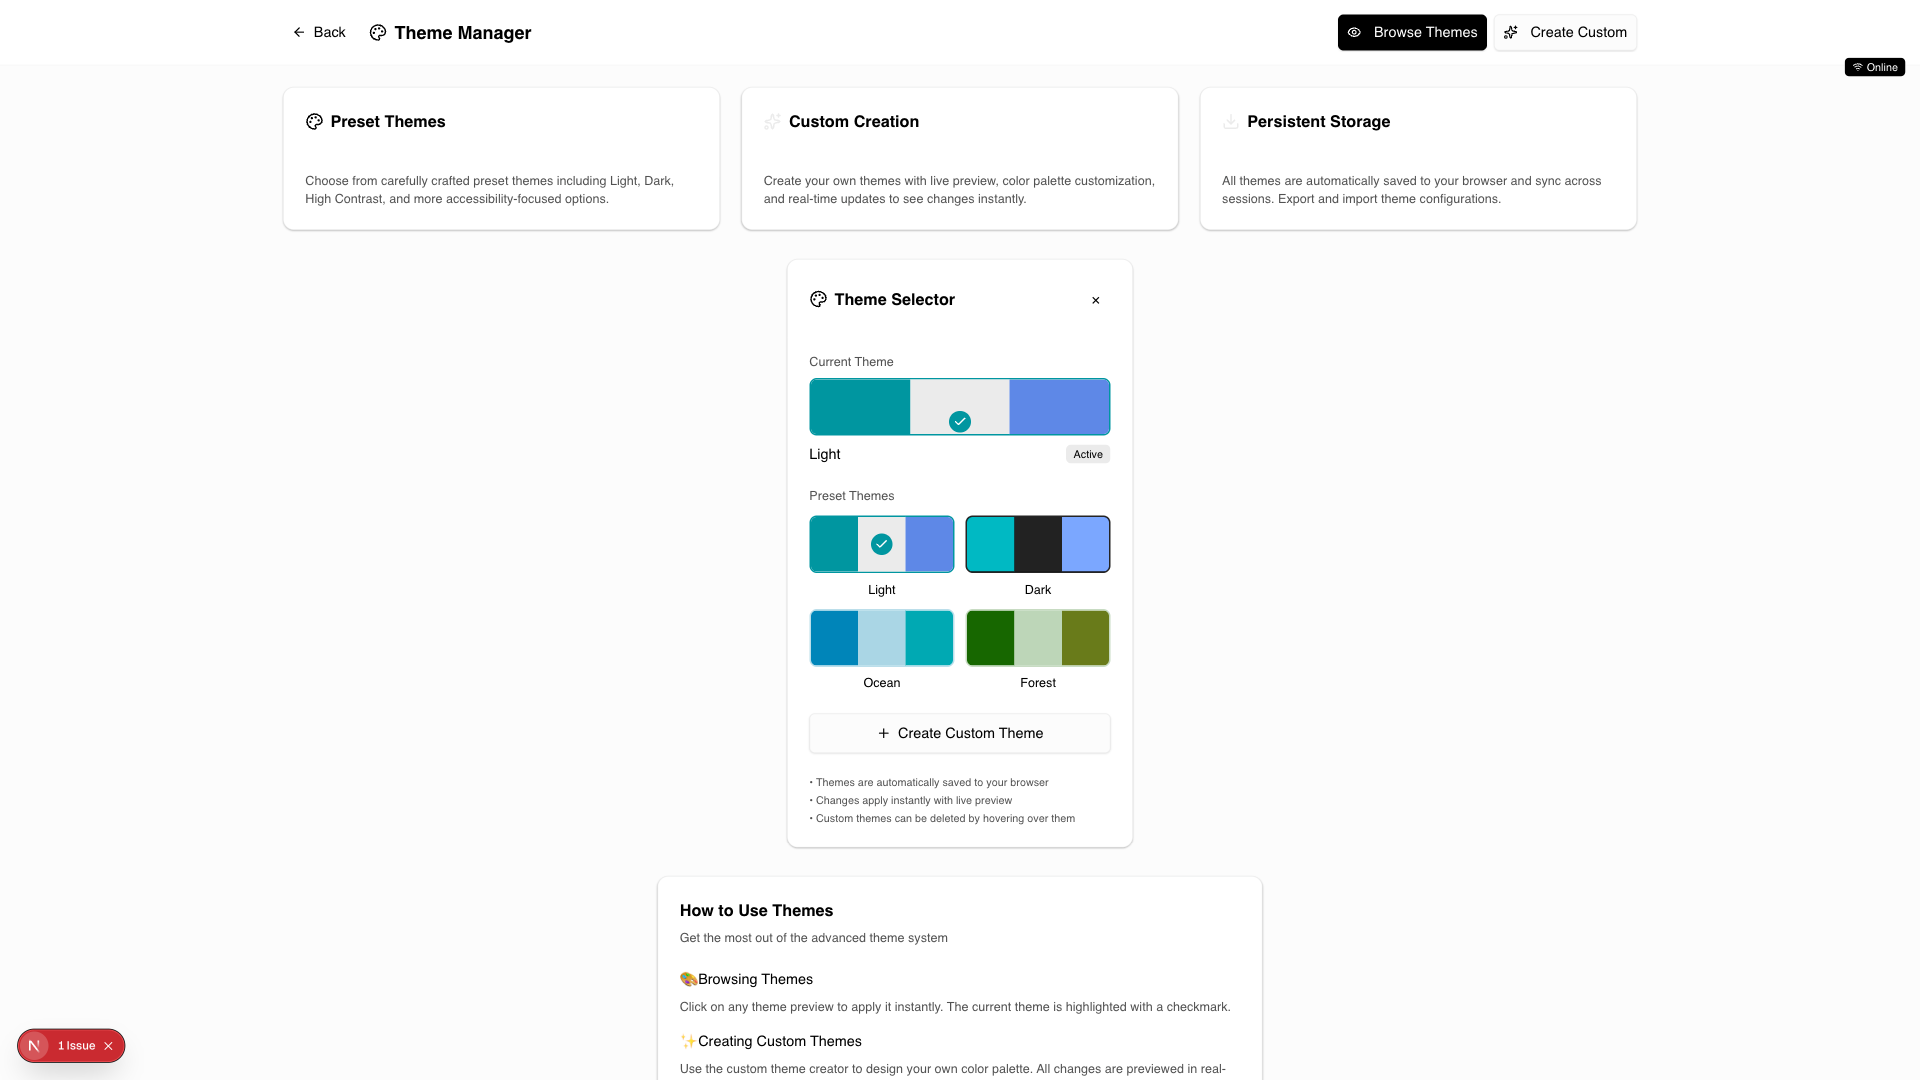 Back
Theme Manager
Browse Themes
Create Custom
Online
Preset Themes
Choose from carefully crafted preset themes including Light, Dark,
High Contrast, and more accessibility-focused options.
Custom Creation
Create your own themes with live preview, color palette customization,
and real-time updates to see changes instantly.
Persistent Storage
All themes are automatically saved to your browser and sync across
sessions. Export and import theme configurations.
Theme Selector
Current Theme
Light
Active
Preset Themes
Light
Dark
Ocean
Forest
Create Custom Theme
• Themes are automatically saved to your browser
• Changes apply instantly with live preview
• Custom themes can be deleted by hovering over them
How to Use Themes
Get the most out of the advanced theme system
🎨Browsing Themes
Click on any theme preview to apply it instantly. The current theme is highlighted with a checkmark.
✨Creating Custom Themes
Use the custom theme creator to design your own color palette. All changes are previewed in real-
N
1 Issue